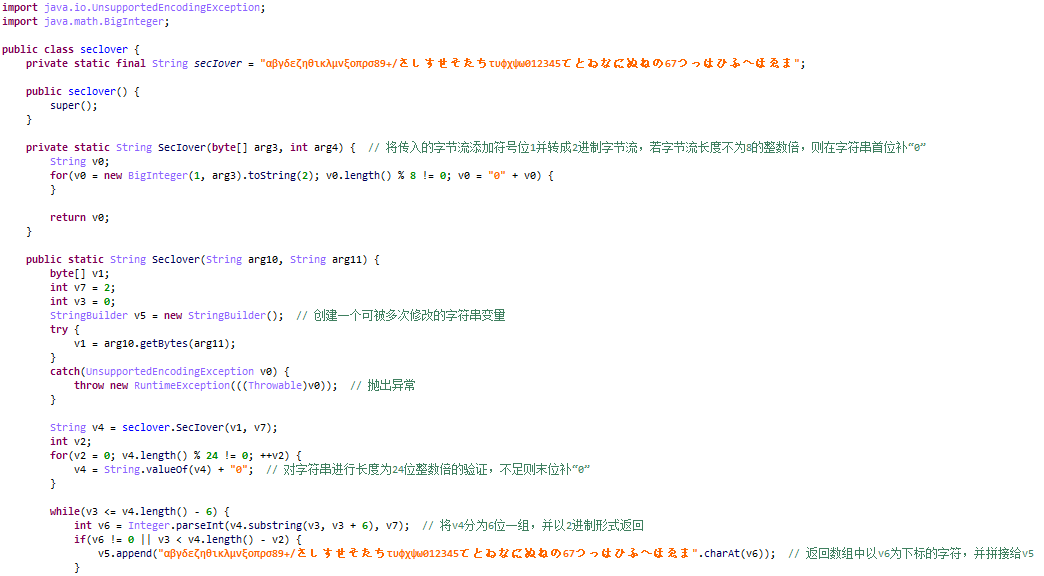 import java.io.UnsupportedEncodingException;
import java.math.BigInteger;
public class seclover {
private static final String secIover = "αβγδεζηθικλμνξοπρσ89+/さしすせそたちτυφχψω012345てとゐなにぬねの67つっはひふへほゑま";
public seclover() {
super();
}
private static String SecIover(byte[] arg3, int arg4) {  // 将传入的字节流添加符号位1并转成2进制字节流，若字节流长度不为8的整数倍，则在字符串首位补“0”
String v0;
for(v0 = new BigInteger(1, arg3).toString(2); v0.length() % 8 != 0; v0 = "0" + v0) {
}
return v0;
}
public static String Seclover(String arg10, String arg11) {
byte[] v1;
int v7 = 2;
int v3 = 0;
StringBuilder v5 = new StringBuilder();  // 创建一个可被多次修改的字符串变量
try {
v1 = arg10.getBytes(arg11);
}
catch(UnsupportedEncodingException v0) {
throw new RuntimeException(((Throwable)v0));  // 抛出异常
}
String v4 = seclover.SecIover(v1, v7);
int v2;
for(v2 = 0; v4.length() % 24 != 0; ++v2) {
v4 = String.valueOf(v4) + "0";  // 对字符串进行长度为24位整数倍的验证，不足则末位补“0”
}
while(v3 <= v4.length() - 6) {
int v6 = Integer.parseInt(v4.substring(v3, v3 + 6), v7);  // 将v4分为6位一组，并以2进制形式返回
if(v6 != 0 || v3 < v4.length() - v2) {
v5.append("αβγδεζηθικλμνξοπρσ89+/さしすせそたちτυφχψω012345てとゐなにぬねの67つっはひふへほゑま".charAt(v6));  // 返回数组中以v6为下标的字符，并拼接给v5
}